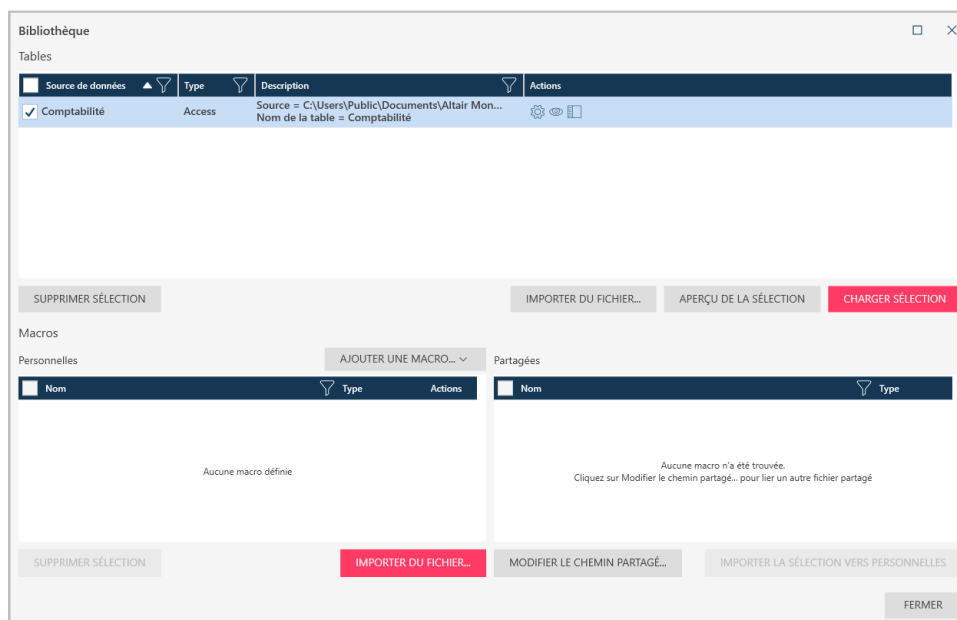 Bibliothèque
Tables
Source de données Type Description Actions
Comptabilité Access Source = C:\Users\Public\Documents\Altair Mon...
Nom de la table = Comptabilité
SUPPRIMER SÉLECTION IMPORTER DU FICHIER... APERÇU DE LA SÉLECTION CHARGER SÉLECTION
Macros
Personnelles AJOUTER UNE MACRO... Partagées
Nom Type Actions Nom Type
Aucune macro définie
Aucune macro n'a été trouvée.
Cliquez sur Modifier le chemin partagé... pour lier un autre fichier partagé
SUPPRIMER SÉLECTION IMPORTER DU FICHIER... MODIFIER LE CHEMIN PARTAGÉ... IMPORTER LA SÉLECTION VERS PERSONNELLES
FERMER